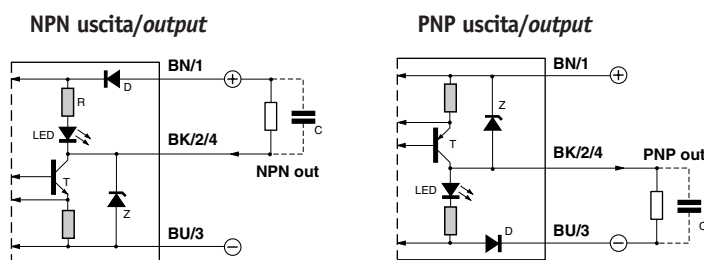 NPN uscita/output
BN/1
+
D
R
LED
C
BK/2/4
NPN out
T
Z
BU/3
−
PNP uscita/output
BN/1
+
Z
T
BK/2/4
PNP out
LED
D
BU/3
−
C